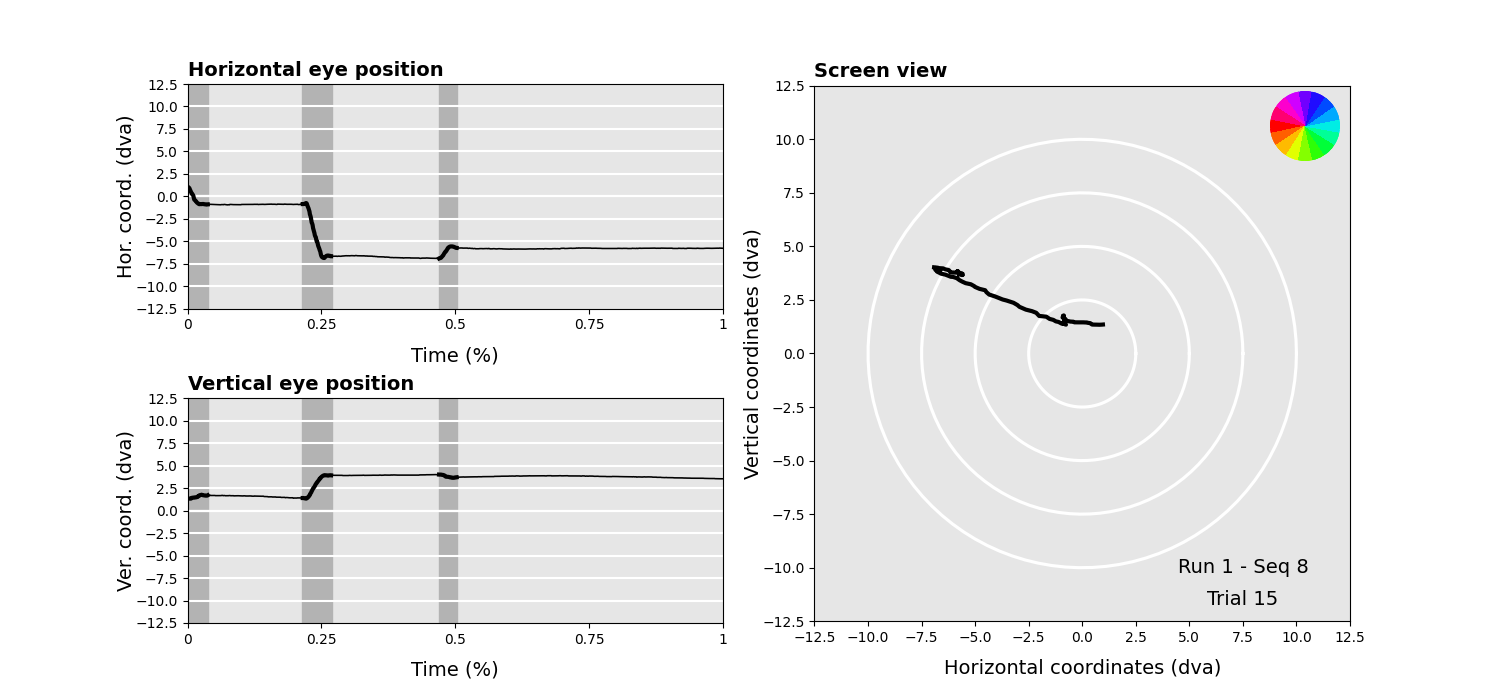 Horizontal eye position
Hor. coord. (dva)
12.5
10.0
7.5
5.0
2.5
0.0
−2.5
−5.0
−7.5
−10.0
−12.5
0 0.25 0.5 0.75 1
Time (%)
Vertical eye position
Ver. coord. (dva)
12.5
10.0
7.5
5.0
2.5
0.0
−2.5
−5.0
−7.5
−10.0
−12.5
0 0.25 0.5 0.75 1
Time (%)
Screen view
Vertical coordinates (dva)
12.5
10.0
7.5
5.0
2.5
0.0
−2.5
−5.0
−7.5
−10.0
−12.5
Run 1 - Seq 8
Trial 15
−12.5 −10.0 −7.5 −5.0 −2.5 0.0 2.5 5.0 7.5 10.0 12.5
Horizontal coordinates (dva)